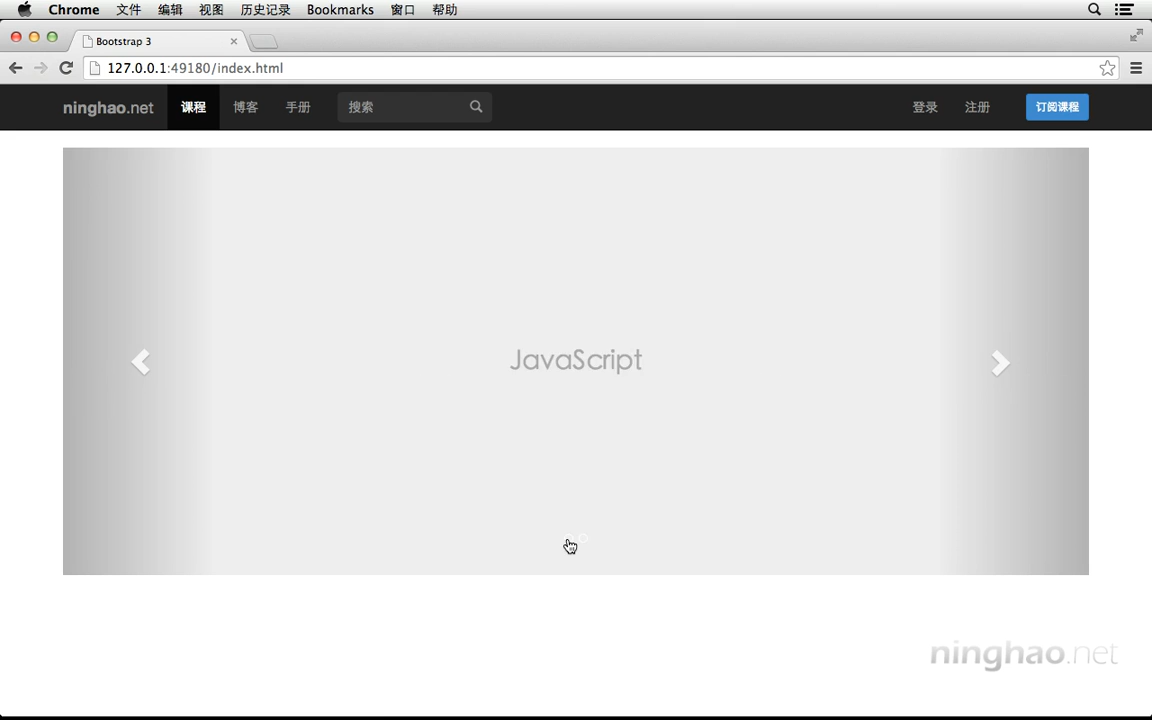 Chrome 文件 编辑 视图 历史记录 Bookmarks 窗口 帮助
Bootstrap 3
127.0.0.1:49180/index.html
ninghao.net 课程 博客 手册 搜索 登录 注册 订阅课程
JavaScript
ninghao.net